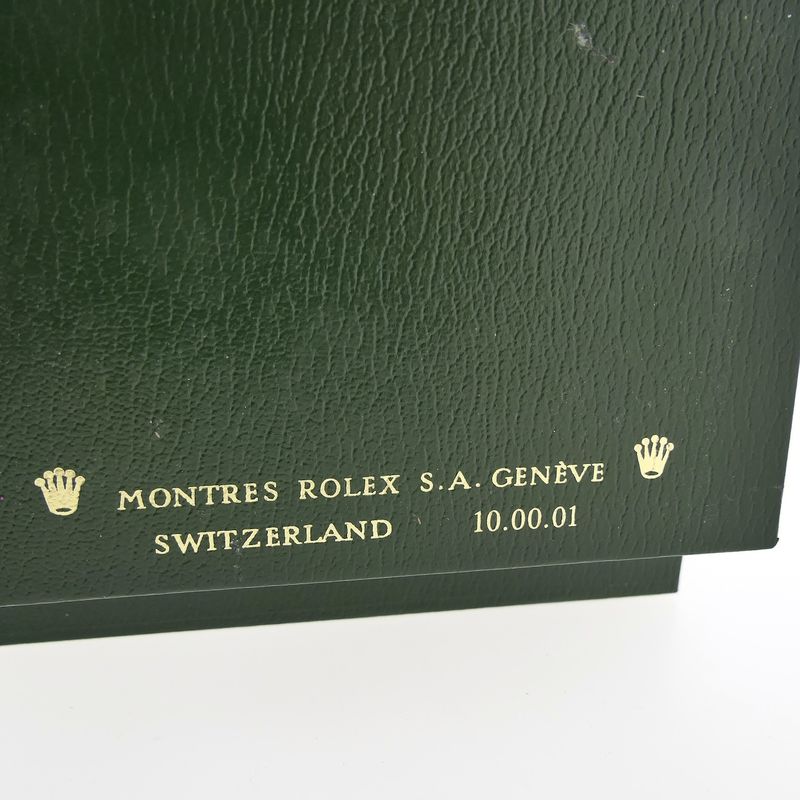 MONTRES ROLEX S.A. GENÈVE
SWITZERLAND 10.00.01